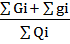 ∑ Gi + ∑ gi
∑ Qi